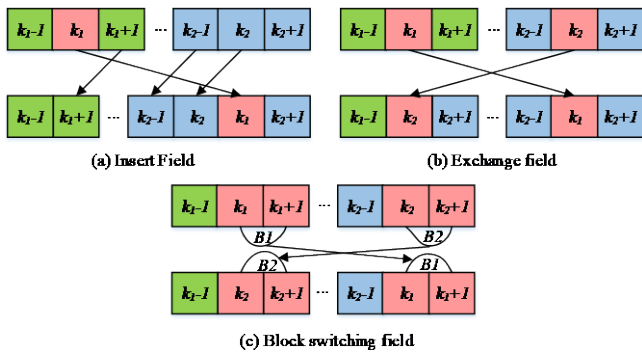 k₁-1 k₁ k₁+1 ... k₂-1 k₂ k₂+1
k₁-1 k₁+1 ... k₂-1 k₂ k₁ k₂+1
(a) Insert Field
k₁-1 k₁ k₁+1 ... k₂-1 k₂ k₂+1
k₁-1 k₂ k₂+1 ... k₂-1 k₁ k₂+1
(b) Exchange field
k₁-1 k₁ k₁+1 ... k₂-1 k₂ k₂+1
B1 B2
B2 B1
k₁-1 k₂ k₂+1 ... k₂-1 k₁ k₁+1
(c) Block switching field